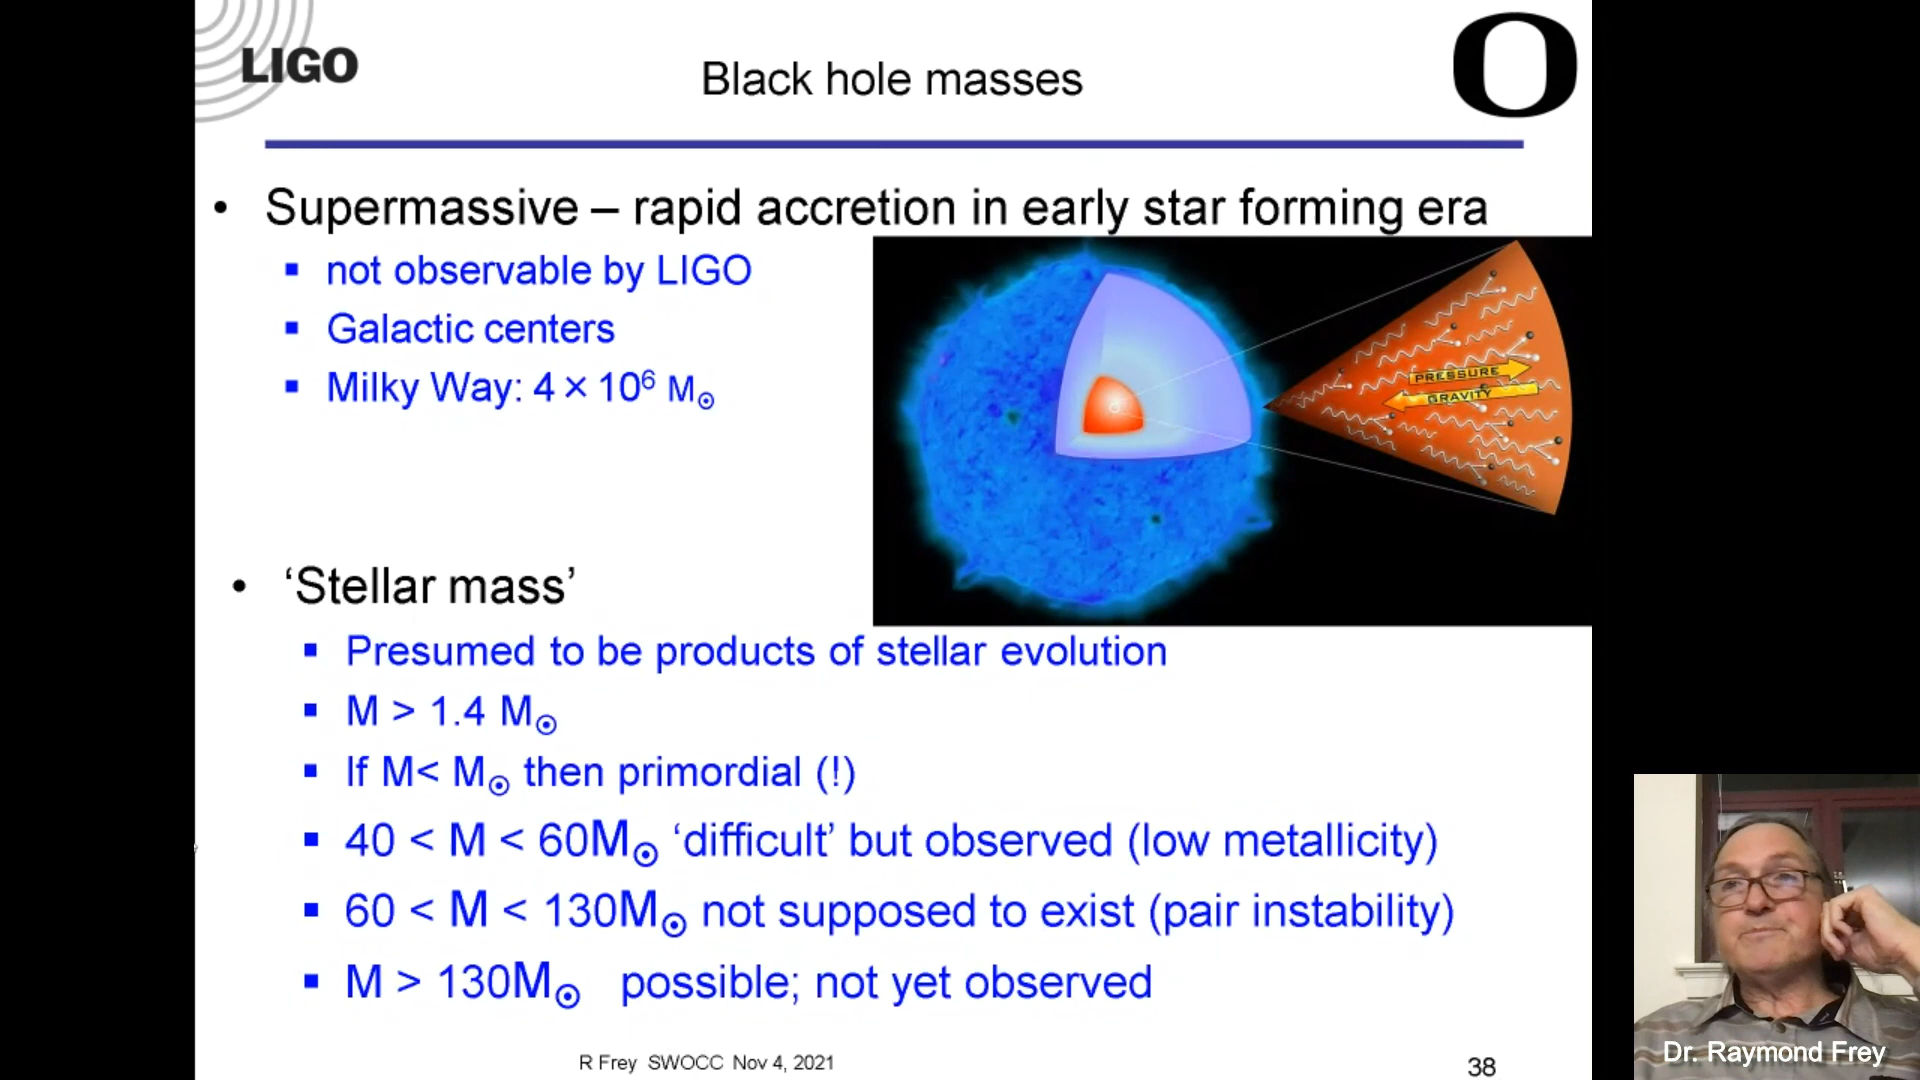 LIGO
O
Black hole masses
• Supermassive – rapid accretion in early star forming era
▪ not observable by LIGO
▪ Galactic centers
▪ Milky Way: 4 × 10⁶ M☉
PRESSURE
GRAVITY
• ‘Stellar mass’
▪ Presumed to be products of stellar evolution
▪ M > 1.4 M☉
▪ If M< M☉ then primordial (!)
▪ 40 < M < 60M☉ ‘difficult’ but observed (low metallicity)
▪ 60 < M < 130M☉ not supposed to exist (pair instability)
▪ M > 130M☉ possible; not yet observed
R Frey SWOCC Nov 4, 2021
38
Dr. Raymond Frey